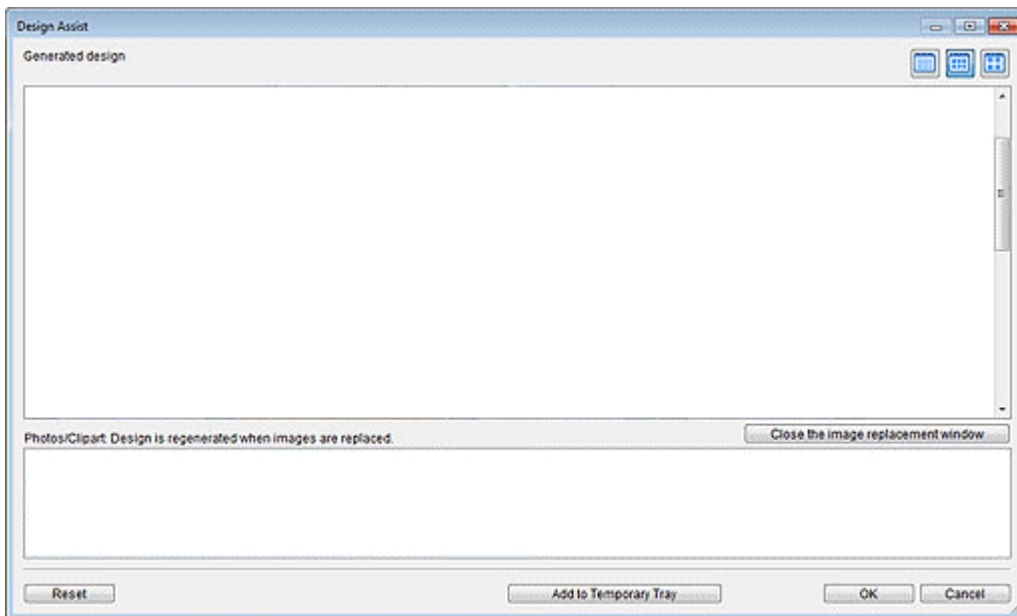 Design Assist
Generated design
Photos/Clipart: Design is regenerated when images are replaced.
Close the image replacement window
Reset
Add to Temporary Tray
OK
Cancel